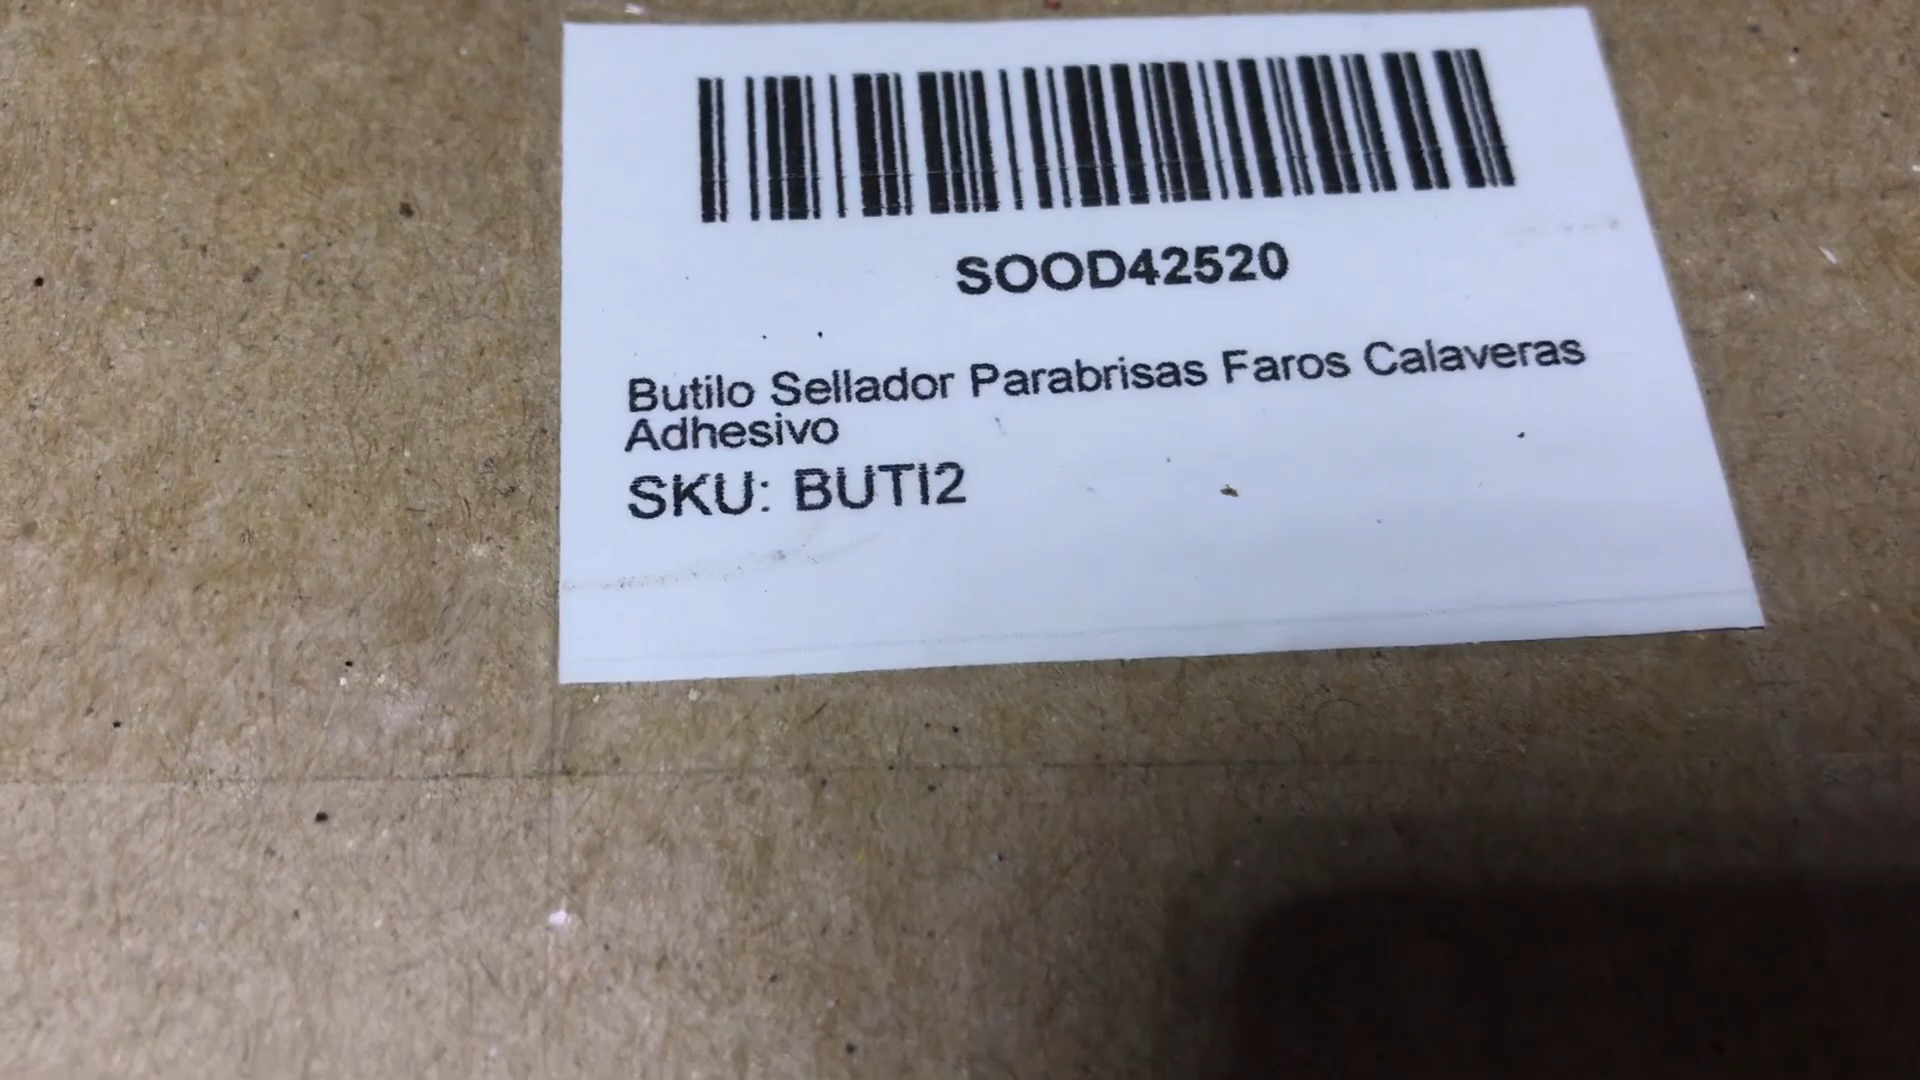 SOOD42520
Butilo Sellador Parabrisas Faros Calaveras
Adhesivo
SKU: BUTI2